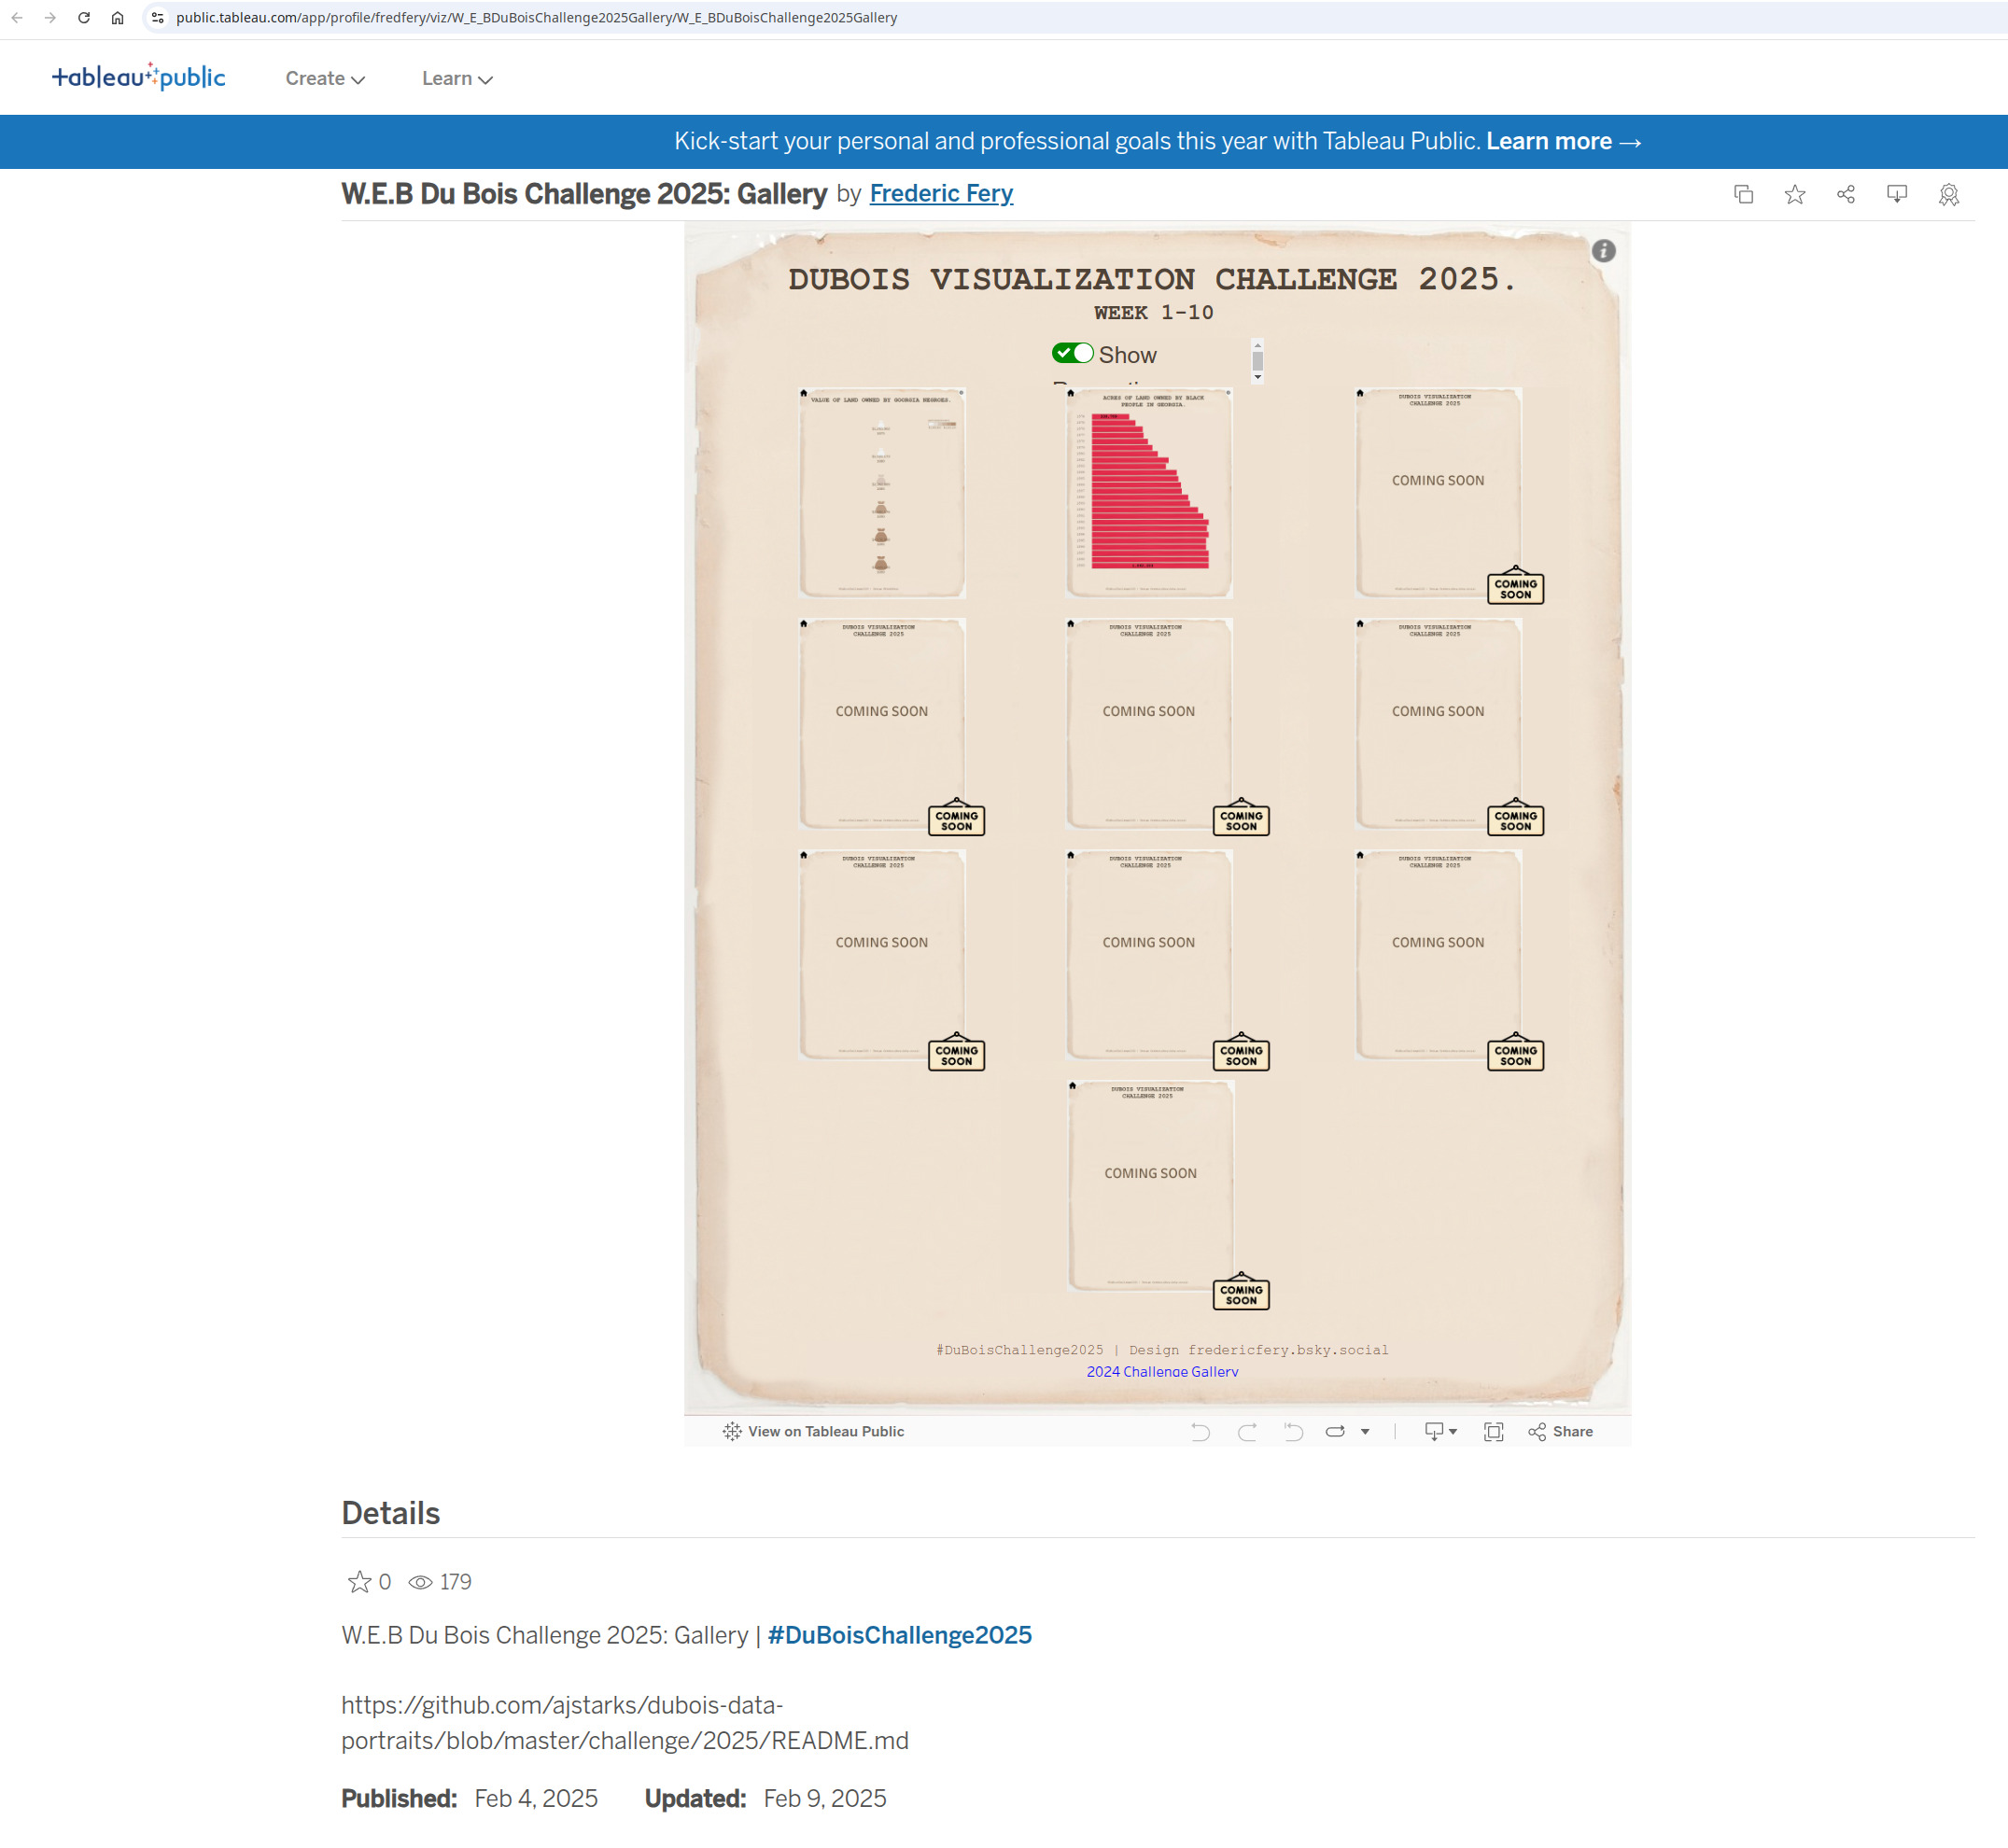 public.tableau.com/app/profile/fredfery/viz/W_E_BDuBoisChallenge2025Gallery/W_E_BDuBoisChallenge2025Gallery
tableau public
Create
Learn
Kick-start your personal and professional goals this year with Tableau Public. Learn more →
W.E.B Du Bois Challenge 2025: Gallery by Frederic Fery
DUBOIS VISUALIZATION CHALLENGE 2025.
WEEK 1-10
Show
VALUE OF LAND OWNED BY GEORGIA NEGROES.
ACRES OF LAND OWNED BY BLACK
PEOPLE IN GEORGIA.
DUBOIS VISUALIZATION
CHALLENGE 2025
COMING SOON
COMING
SOON
DUBOIS VISUALIZATION
CHALLENGE 2025
COMING SOON
COMING
SOON
DUBOIS VISUALIZATION
CHALLENGE 2025
COMING SOON
COMING
SOON
DUBOIS VISUALIZATION
CHALLENGE 2025
COMING SOON
COMING
SOON
DUBOIS VISUALIZATION
CHALLENGE 2025
COMING SOON
COMING
SOON
DUBOIS VISUALIZATION
CHALLENGE 2025
COMING SOON
COMING
SOON
DUBOIS VISUALIZATION
CHALLENGE 2025
COMING SOON
COMING
SOON
DUBOIS VISUALIZATION
CHALLENGE 2025
COMING SOON
COMING
SOON
#DuBoisChallenge2025 | Design fredericfery.bsky.social
2024 Challenge Gallery
View on Tableau Public
Share
Details
0 179
W.E.B Du Bois Challenge 2025: Gallery | #DuBoisChallenge2025
https://github.com/ajstarks/dubois-data-
portraits/blob/master/challenge/2025/README.md
Published: Feb 4, 2025 Updated: Feb 9, 2025